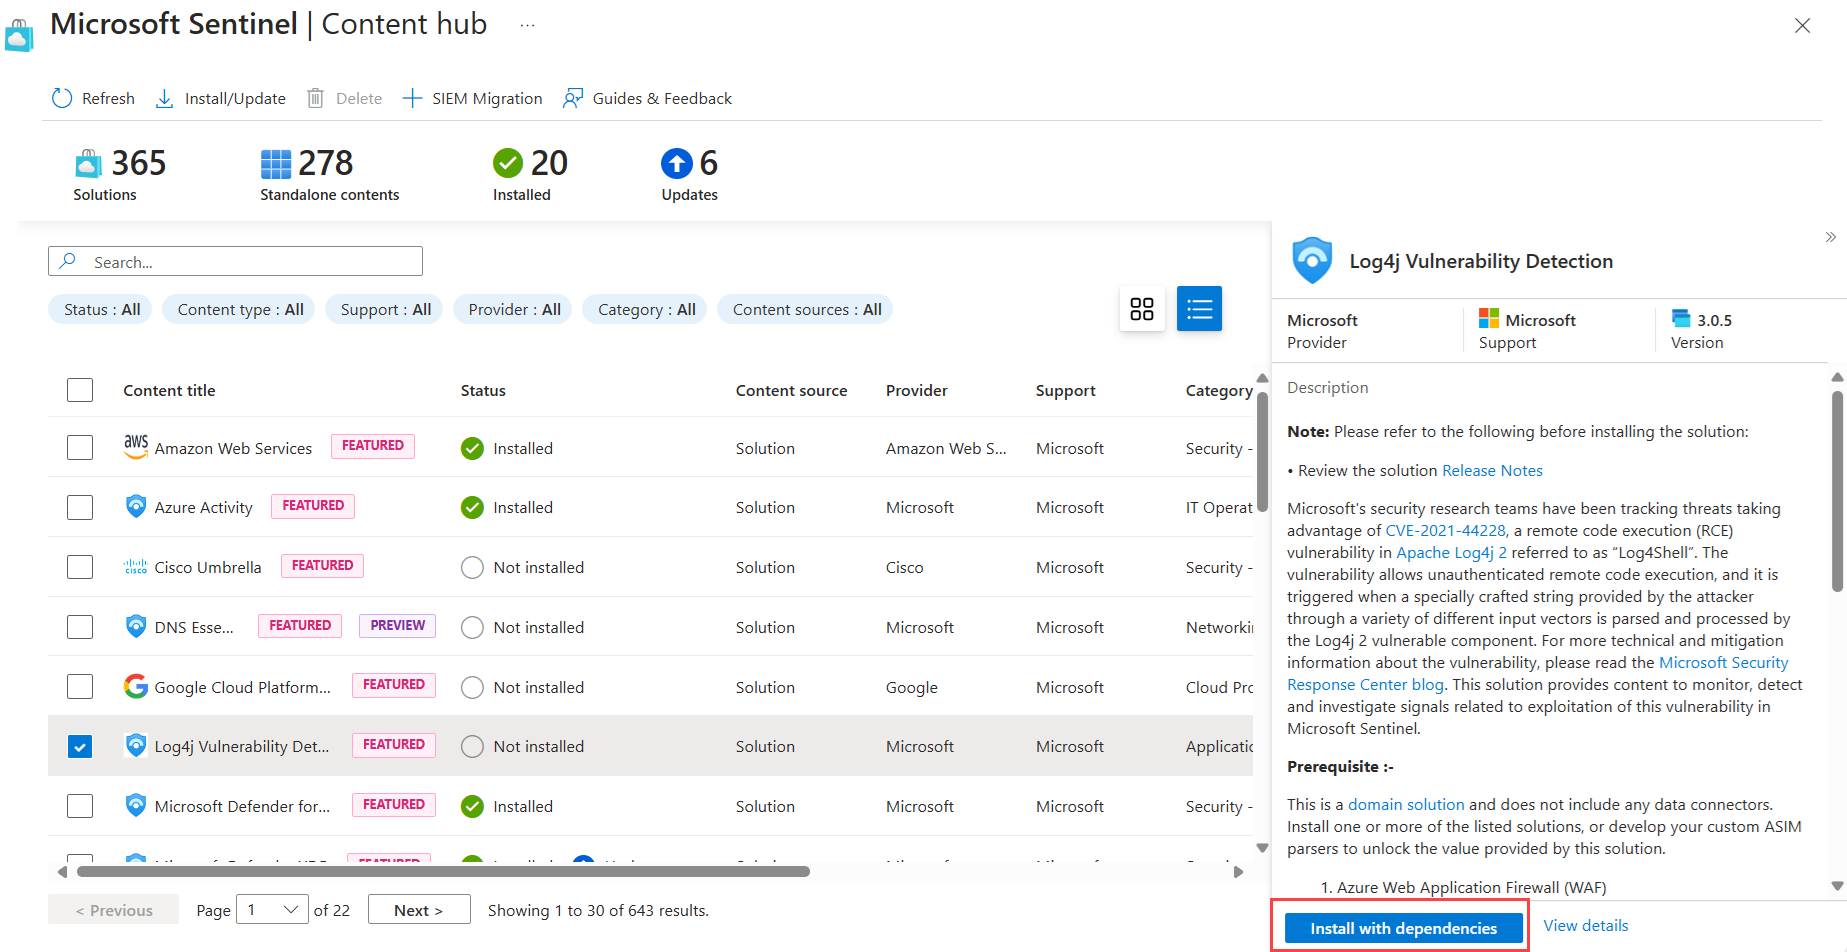 Microsoft Sentinel | Content hub ...
Refresh Install/Update Delete SIEM Migration Guides & Feedback
365 278 20 6
Solutions Standalone contents Installed Updates
Search...
Status : All Content type : All Support : All Provider : All Category : All Content sources : All
Content title Status Content source Provider Support Category
aws Amazon Web Services FEATURED Installed Solution Amazon Web S... Microsoft Security -
Azure Activity FEATURED Installed Solution Microsoft Microsoft IT Operat
cisco Cisco Umbrella FEATURED Not installed Solution Cisco Microsoft Security -
DNS Esse... FEATURED PREVIEW Not installed Solution Microsoft Microsoft Networki
Google Cloud Platform... FEATURED Not installed Solution Google Microsoft Cloud Pro
Log4j Vulnerability Det... FEATURED Not installed Solution Microsoft Microsoft Applicatio
Microsoft Defender for... FEATURED Installed Solution Microsoft Microsoft Security -
< Previous Page 1 of 22 Next > Showing 1 to 30 of 643 results.
Log4j Vulnerability Detection
Microsoft Microsoft 3.0.5
Provider Support Version
Description
Note: Please refer to the following before installing the solution:
• Review the solution Release Notes
Microsoft's security research teams have been tracking threats taking
advantage of CVE-2021-44228, a remote code execution (RCE)
vulnerability in Apache Log4j 2 referred to as “Log4Shell”. The
vulnerability allows unauthenticated remote code execution, and it is
triggered when a specially crafted string provided by the attacker
through a variety of different input vectors is parsed and processed by
the Log4j 2 vulnerable component. For more technical and mitigation
information about the vulnerability, please read the Microsoft Security
Response Center blog. This solution provides content to monitor, detect
and investigate signals related to exploitation of this vulnerability in
Microsoft Sentinel.
Prerequisite :-
This is a domain solution and does not include any data connectors.
Install one or more of the listed solutions, or develop your custom ASIM
parsers to unlock the value provided by this solution.
1. Azure Web Application Firewall (WAF)
Install with dependencies View details